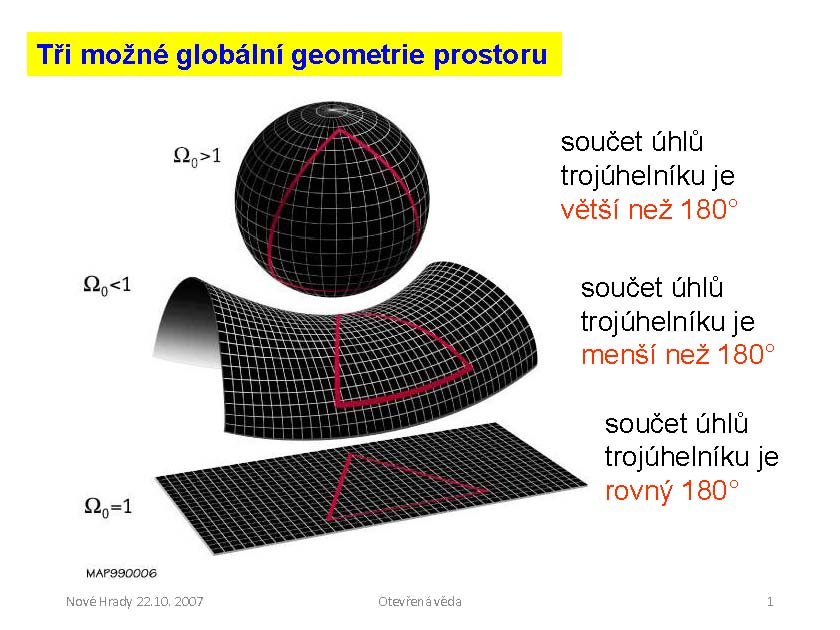 Tři možné globální geometrie prostoru
Ω₀>1
součet úhlů
trojúhelníku je
větší než 180°
Ω₀<1
součet úhlů
trojúhelníku je
menší než 180°
součet úhlů
trojúhelníku je
rovný 180°
Ω₀=1
MAP990006
Nové Hrady 22.10. 2007
Otevřená věda
1